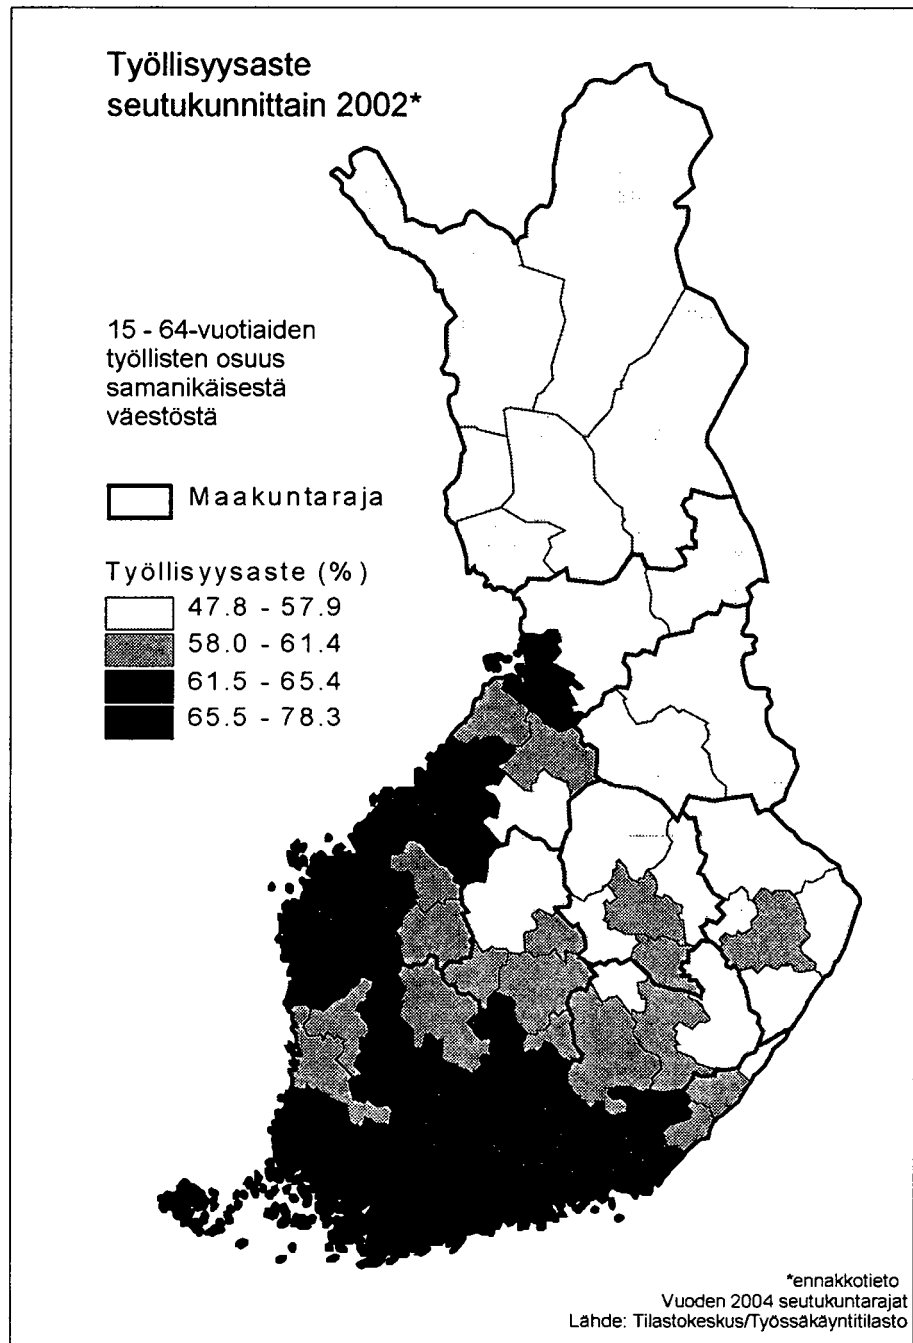 Työllisyysaste
seutukunnittain 2002*
15 - 64-vuotiaiden
työllisten osuus
samanikäisestä
väestöstä
Maakuntaraja
Työllisyysaste (%)
47.8 - 57.9
58.0 - 61.4
61.5 - 65.4
65.5 - 78.3
*ennakkotieto
Vuoden 2004 seutukuntarajat
Lähde: Tilastokeskus/Työssäkäyntitilasto